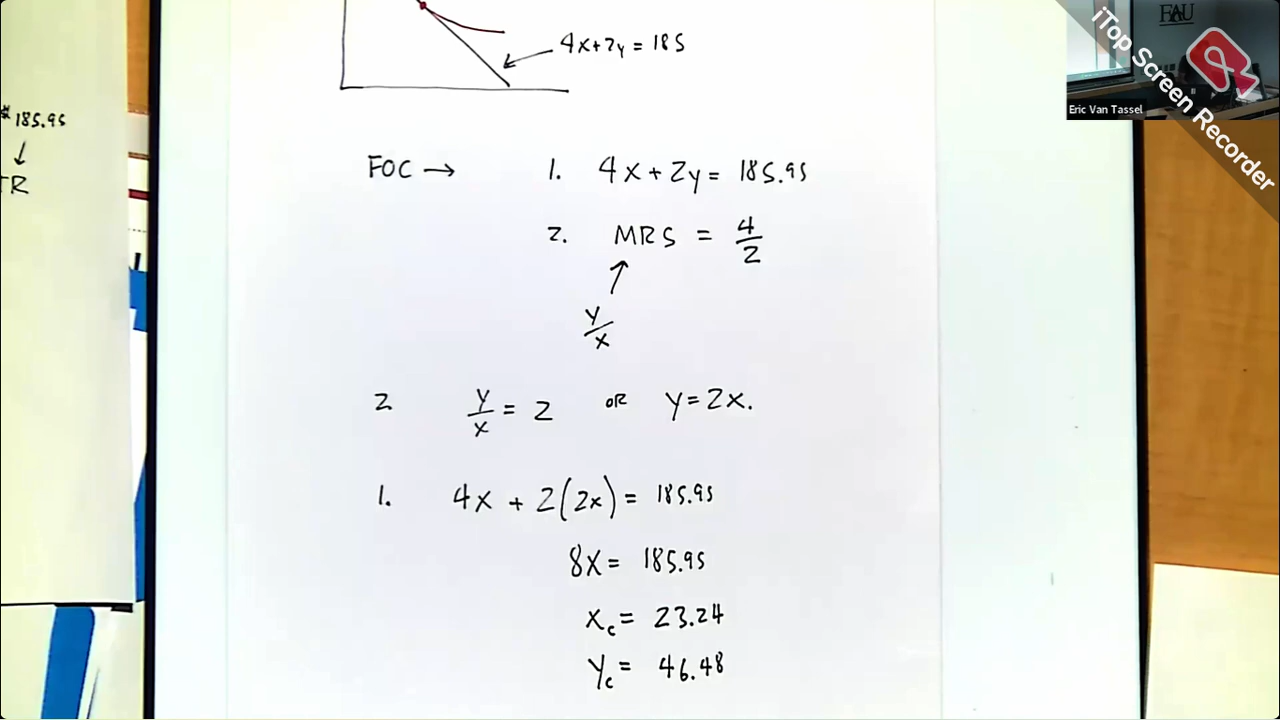 4x+2y = 185
$185.95
↓
TR
FOC → 1. 4x + 2y = 185.95
2. MRS = 4/2
↑
y/x
2 y/x = 2 OR y = 2x.
1. 4x + 2(2x) = 185.95
8x = 185.95
x_c = 23.24
y_c = 46.48
FAU
Eric Van Tassel
iTop Screen Recorder